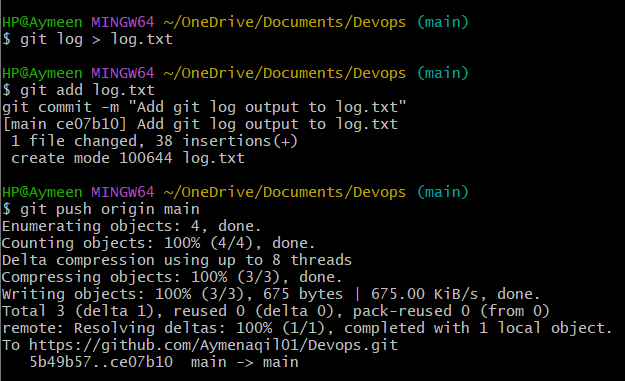 HP@Aymeen MINGW64 ~/OneDrive/Documents/Devops (main)
$ git log > log.txt
HP@Aymeen MINGW64 ~/OneDrive/Documents/Devops (main)
$ git add log.txt
git commit -m "Add git log output to log.txt"
[main ce07b10] Add git log output to log.txt
 1 file changed, 38 insertions(+)
 create mode 100644 log.txt
HP@Aymeen MINGW64 ~/OneDrive/Documents/Devops (main)
$ git push origin main
Enumerating objects: 4, done.
Counting objects: 100% (4/4), done.
Delta compression using up to 8 threads
Compressing objects: 100% (3/3), done.
Writing objects: 100% (3/3), 675 bytes | 675.00 KiB/s, done.
Total 3 (delta 1), reused 0 (delta 0), pack-reused 0 (from 0)
remote: Resolving deltas: 100% (1/1), completed with 1 local object.
To https://github.com/Aymenaqil01/Devops.git
   5b49b57..ce07b10  main -> main